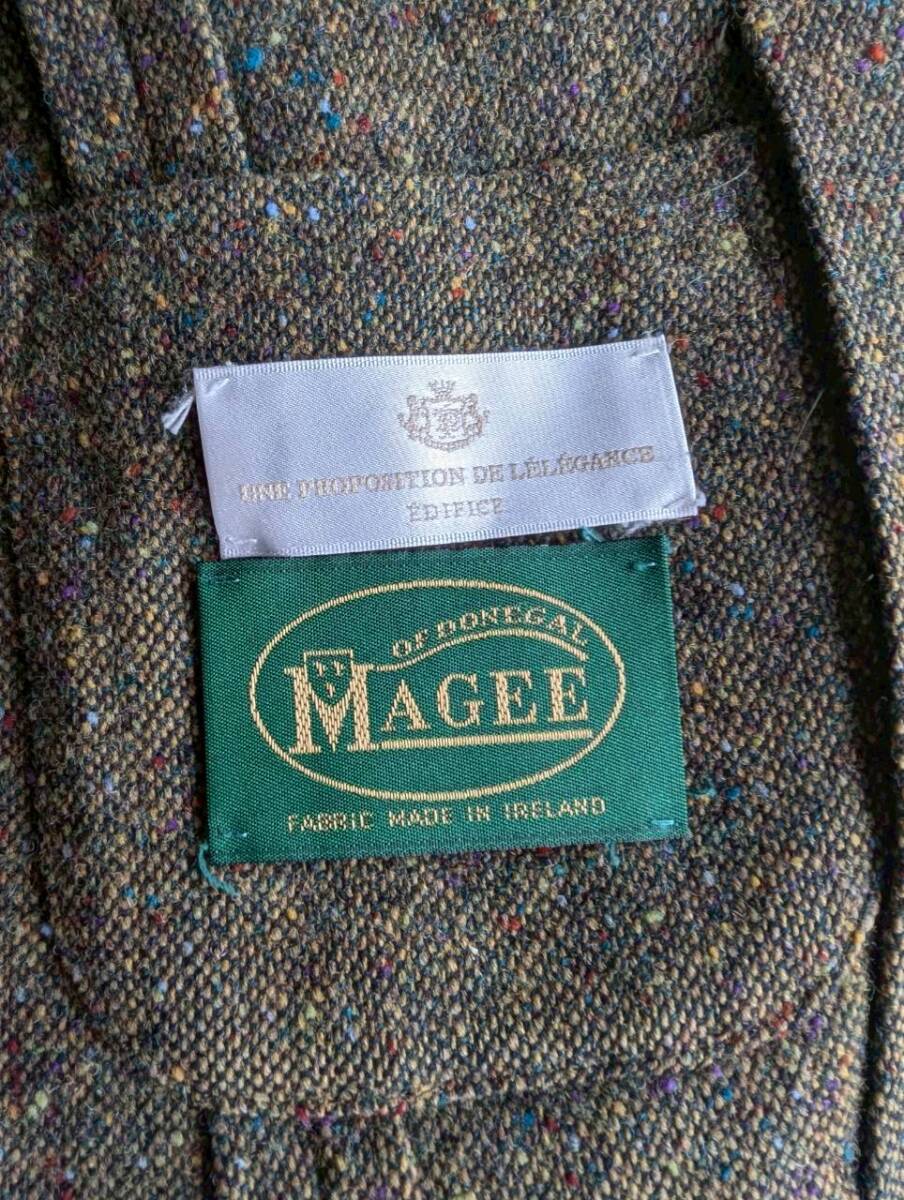 UNE PROPOSITION DE L'ÉLÉGANCE
ÉDIFICE
OF DONEGAL
MAGEE
FABRIC MADE IN IRELAND